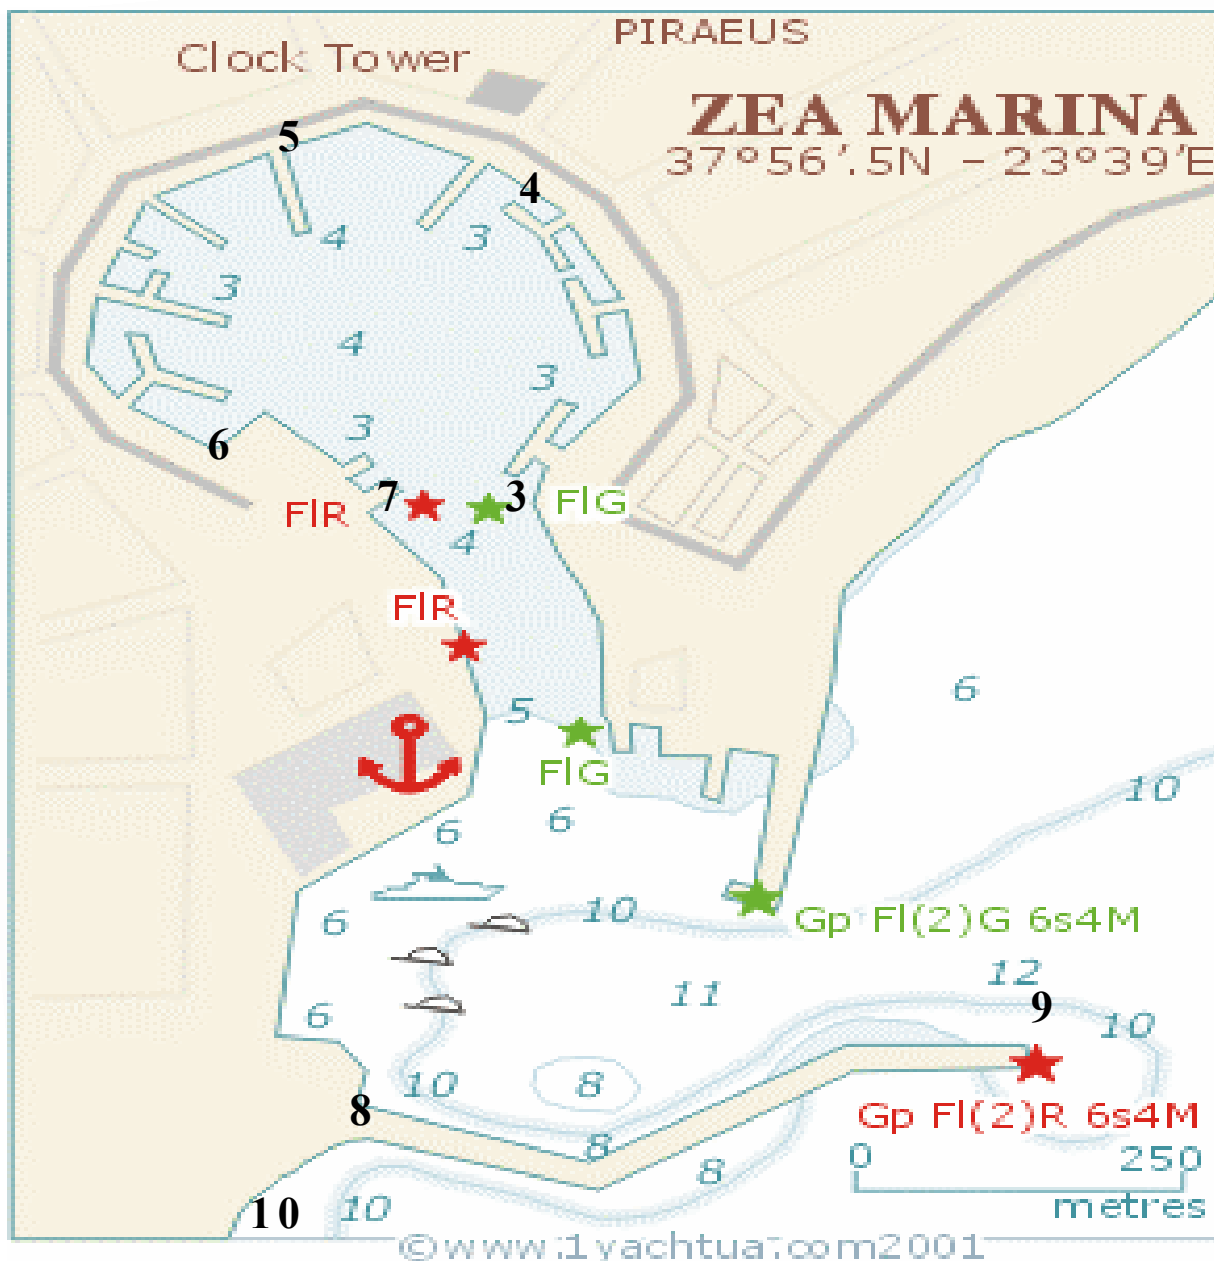 PIRAEUS
Clock Tower
ZEA MARINA
37°56'.5N - 23°39'E
5
4
4
3
3
4
3
3
6
7
3
FlR
FlG
4
FlR
5
6
FlG
10
6
6
10
6
Gp Fl(2)G 6s4M
12
11
9
6
10
10
8
8
Gp Fl(2)R 6s4M
8
8
0
250
metres
10
10
©www.1yachtua.com2001